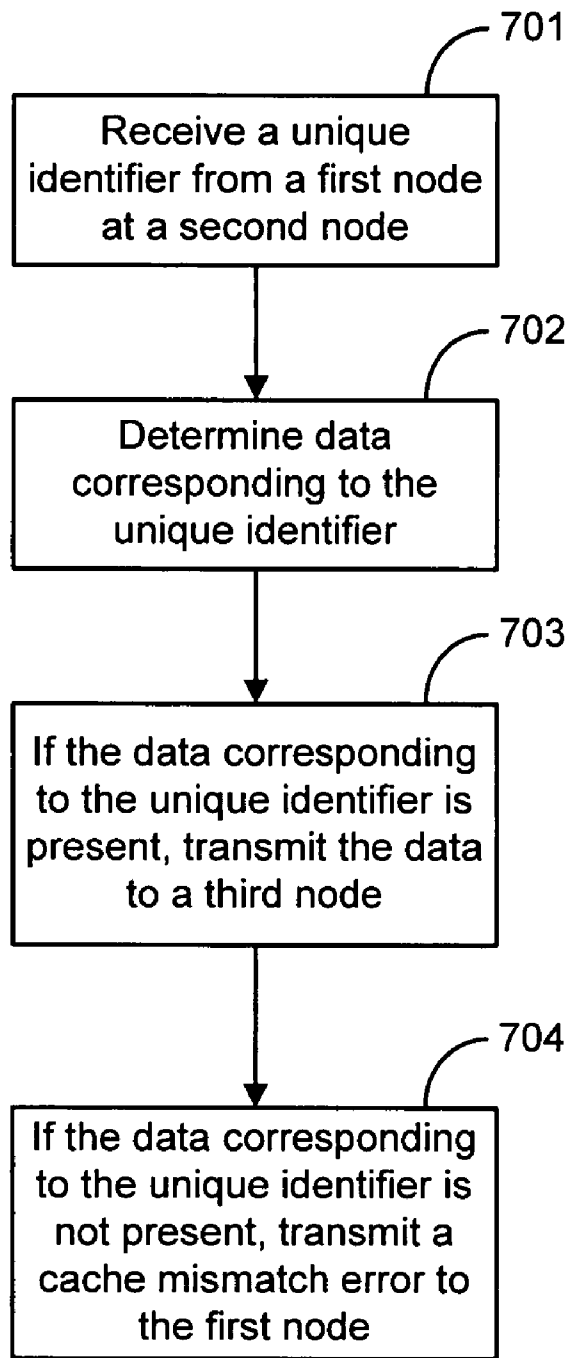 701
Receive a unique
identifier from a first node
at a second node
702
Determine data
corresponding to the
unique identifier
703
If the data corresponding
to the unique identifier is
present, transmit the data
to a third node
704
If the data corresponding
to the unique identifier is
not present, transmit a
cache mismatch error to
the first node